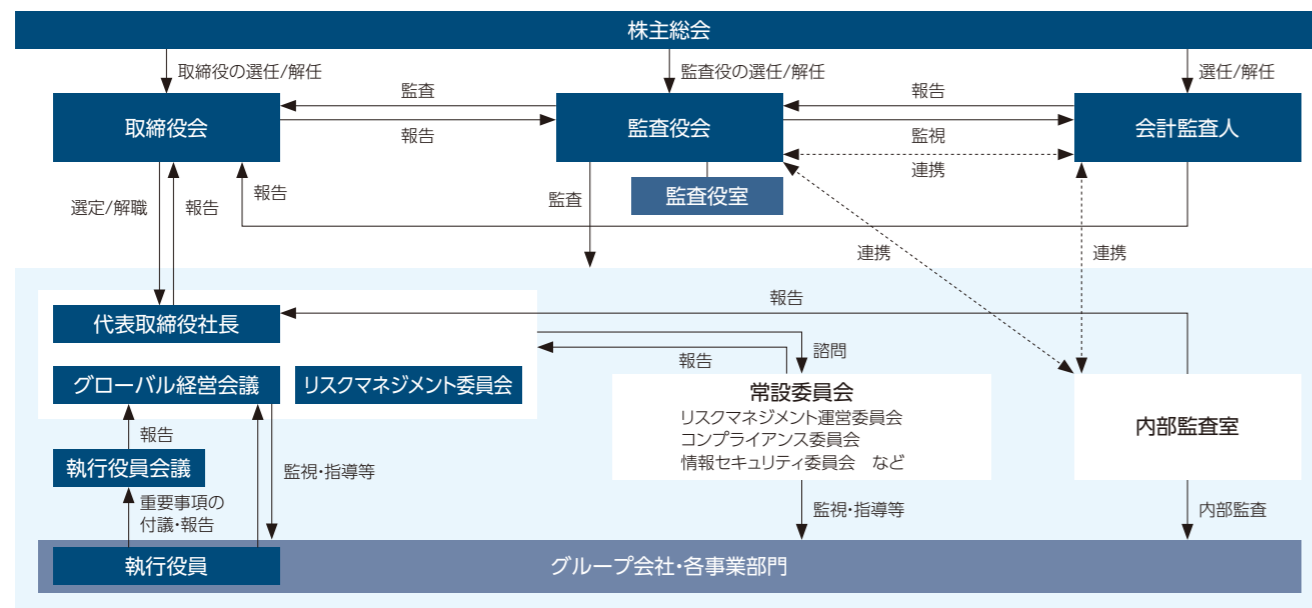 株主総会
取締役の選任/解任
監査役の選任/解任
選任/解任
取締役会
監査
報告
監査役会
報告
監視
連携
会計監査人
監査役室
選定/解職
報告
報告
監査
連携
連携
代表取締役社長
報告
グローバル経営会議
リスクマネジメント委員会
報告
諮問
常設委員会
リスクマネジメント運営委員会
コンプライアンス委員会
情報セキュリティ委員会　など
内部監査室
報告
執行役員会議
監視・指導等
重要事項の
付議・報告
監視・指導等
内部監査
執行役員
グループ会社・各事業部門